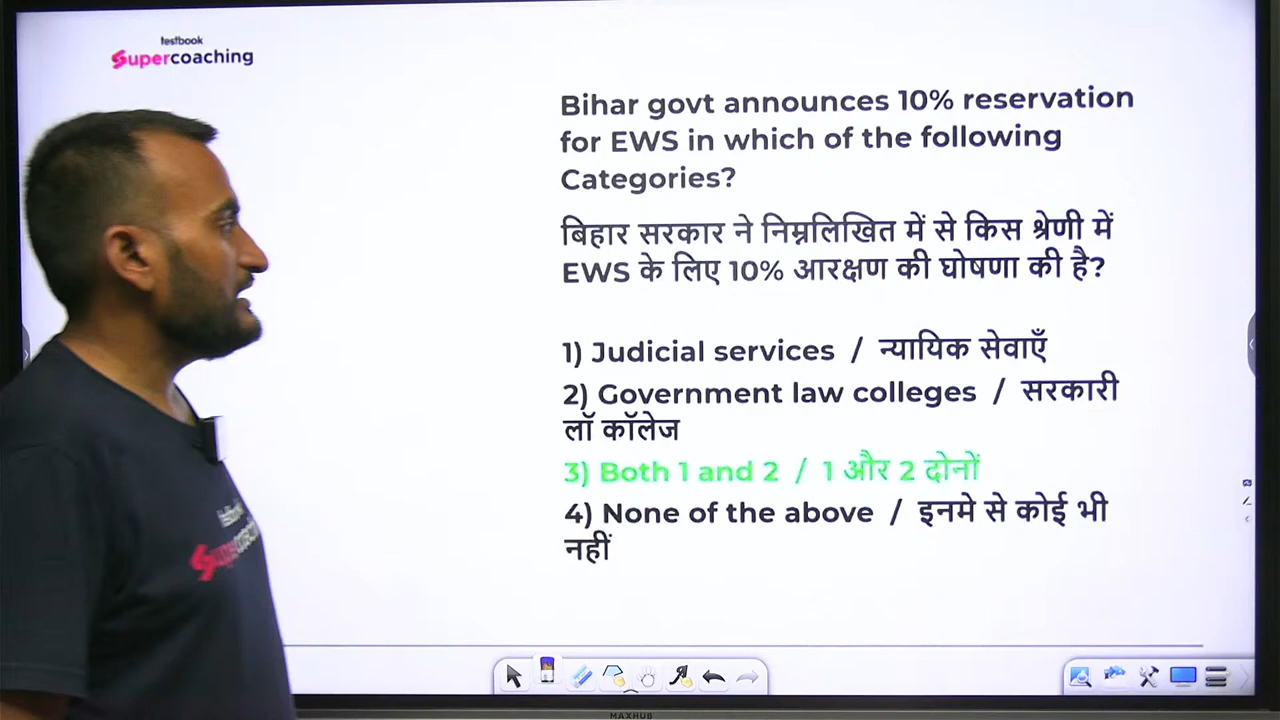 testbook
Supercoaching
Bihar govt announces 10% reservation
for EWS in which of the following
Categories?
बिहार सरकार ने निम्नलिखित में से किस श्रेणी में
EWS के लिए 10% आरक्षण की घोषणा की है?
1) Judicial services / न्यायिक सेवाएँ
2) Government law colleges / सरकारी
लॉ कॉलेज
3) Both 1 and 2 / 1 और 2 दोनों
4) None of the above / इनमे से कोई भी
नहीं
MAXHUB